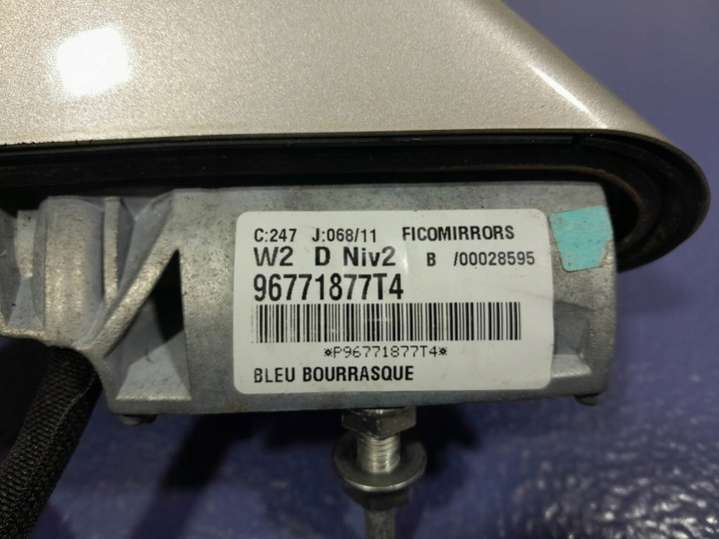 C:247 J:068/11 FICOMIRRORS
W2 D Niv2 B /00028595
96771877T4
*P96771877T4*
BLEU BOURRASQUE